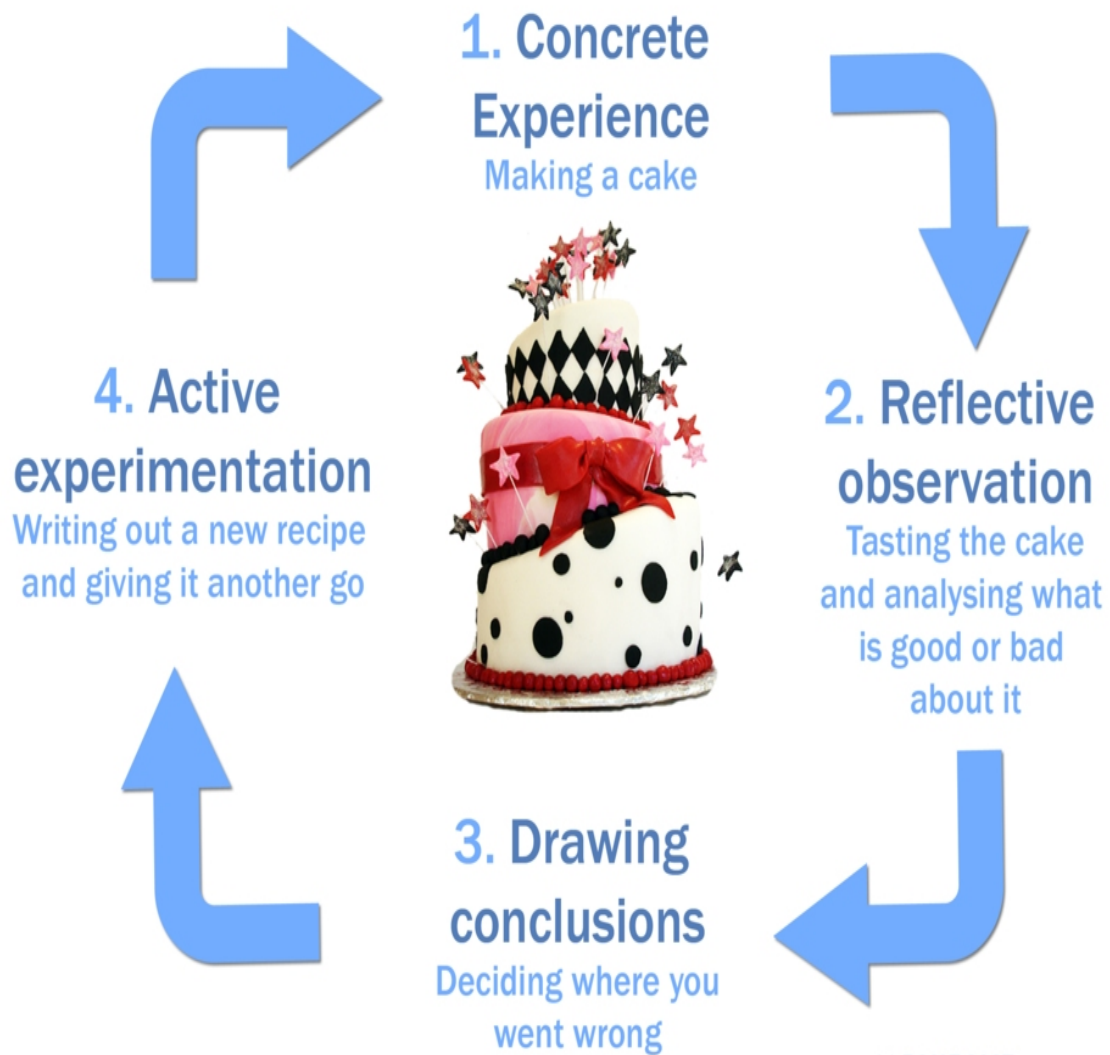 1. Concrete
Experience
Making a cake
2. Reflective
observation
Tasting the cake
and analysing what
is good or bad
about it
3. Drawing
conclusions
Deciding where you
went wrong
4. Active
experimentation
Writing out a new recipe
and giving it another go